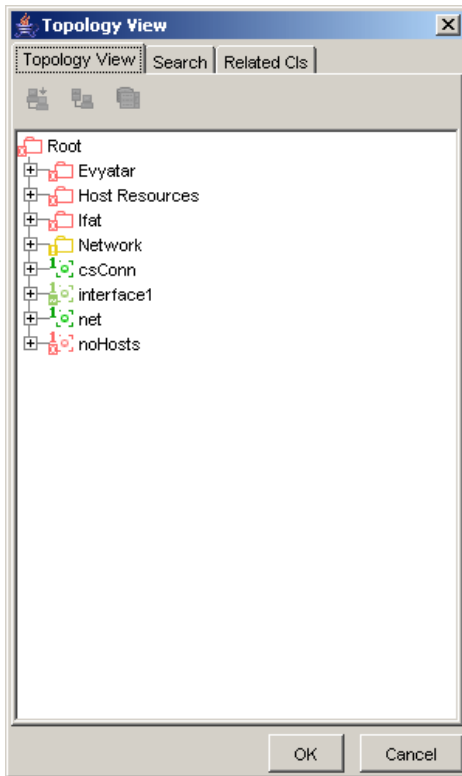 Topology View
Topology View Search Related CIs
Root
Evyatar
Host Resources
Ifat
Network
csConn
interface1
net
noHosts
OK Cancel